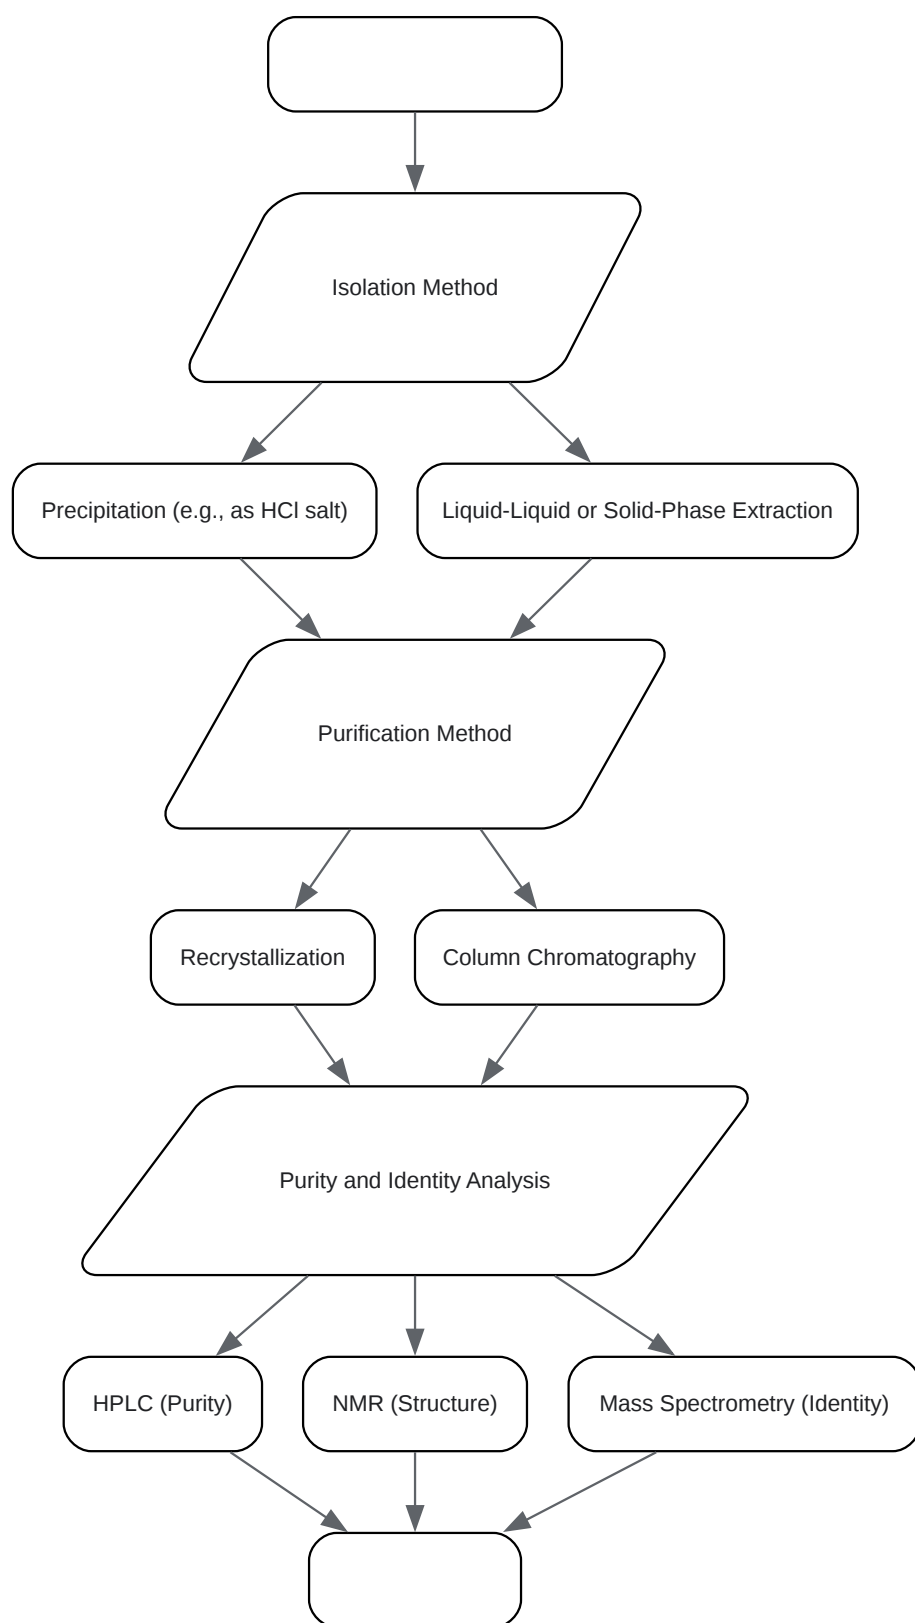 Isolation Method
Precipitation (e.g., as HCl salt)
Liquid-Liquid or Solid-Phase Extraction
Purification Method
Recrystallization
Column Chromatography
Purity and Identity Analysis
HPLC (Purity)
NMR (Structure)
Mass Spectrometry (Identity)